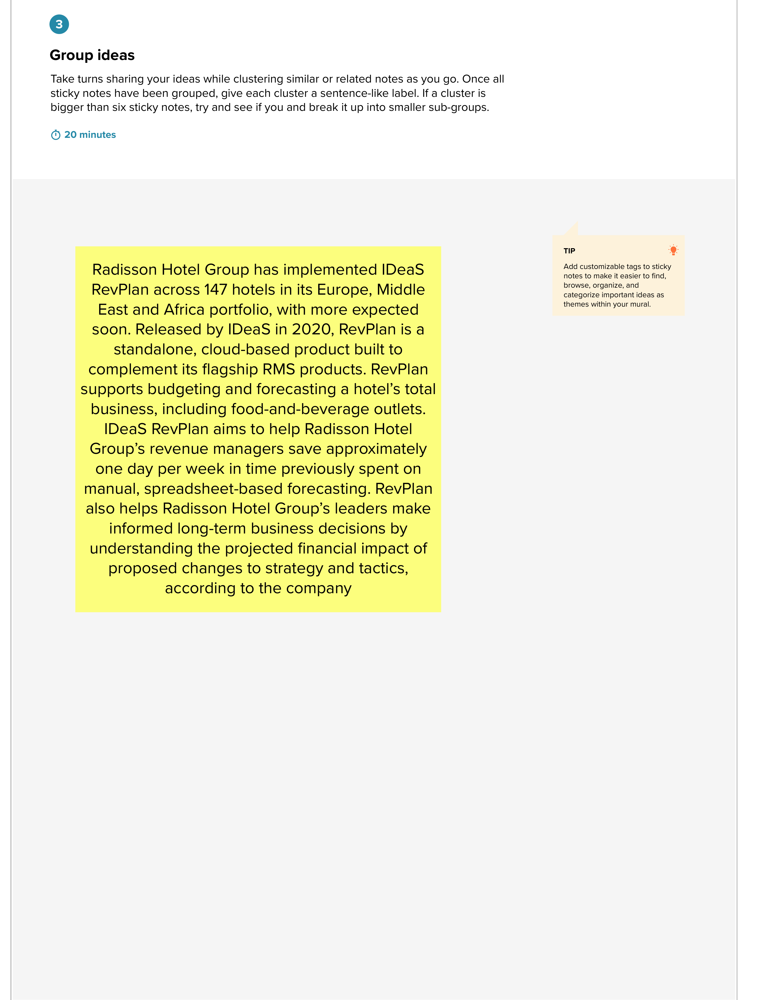 3
Group ideas
Take turns sharing your ideas while clustering similar or related notes as you go. Once all
sticky notes have been grouped, give each cluster a sentence-like label. If a cluster is
bigger than six sticky notes, try and see if you and break it up into smaller sub-groups.
20 minutes
Radisson Hotel Group has implemented IDeaS
RevPlan across 147 hotels in its Europe, Middle
East and Africa portfolio, with more expected
soon. Released by IDeaS in 2020, RevPlan is a
standalone, cloud-based product built to
complement its flagship RMS products. RevPlan
supports budgeting and forecasting a hotel’s total
business, including food-and-beverage outlets.
IDeaS RevPlan aims to help Radisson Hotel
Group’s revenue managers save approximately
one day per week in time previously spent on
manual, spreadsheet-based forecasting. RevPlan
also helps Radisson Hotel Group’s leaders make
informed long-term business decisions by
understanding the projected financial impact of
proposed changes to strategy and tactics,
according to the company
TIP
Add customizable tags to sticky
notes to make it easier to find,
browse, organize, and
categorize important ideas as
themes within your mural.